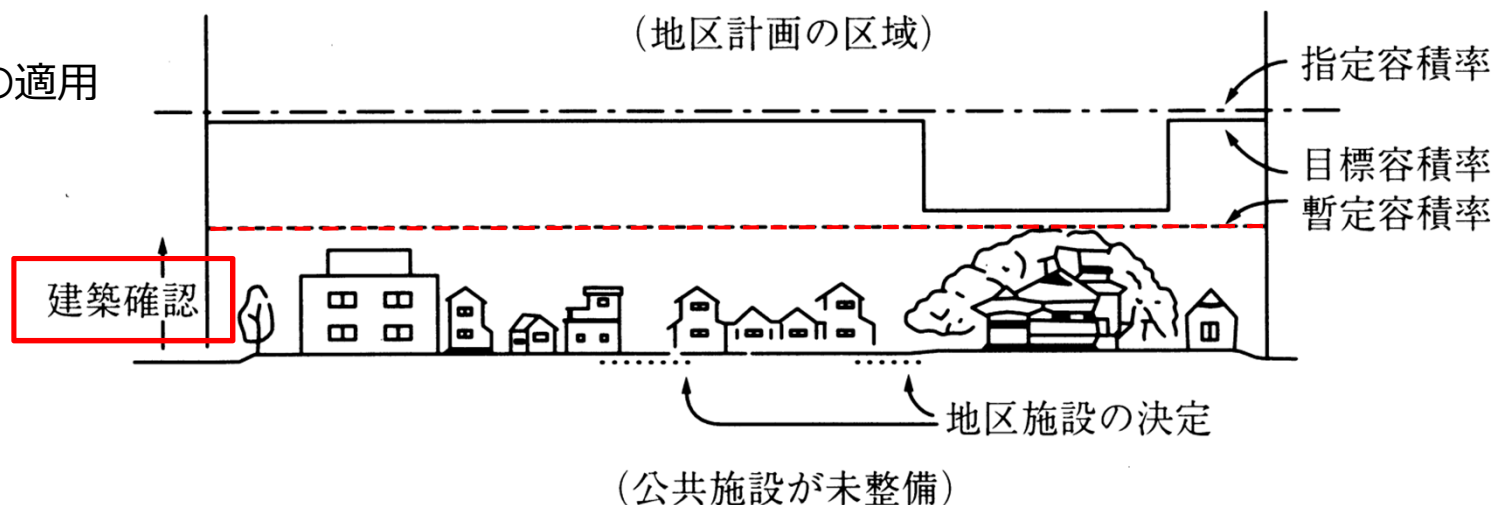 （地区計画の区域）
の適用
指定容積率
目標容積率
暫定容積率
建築確認
地区施設の決定
（公共施設が未整備）